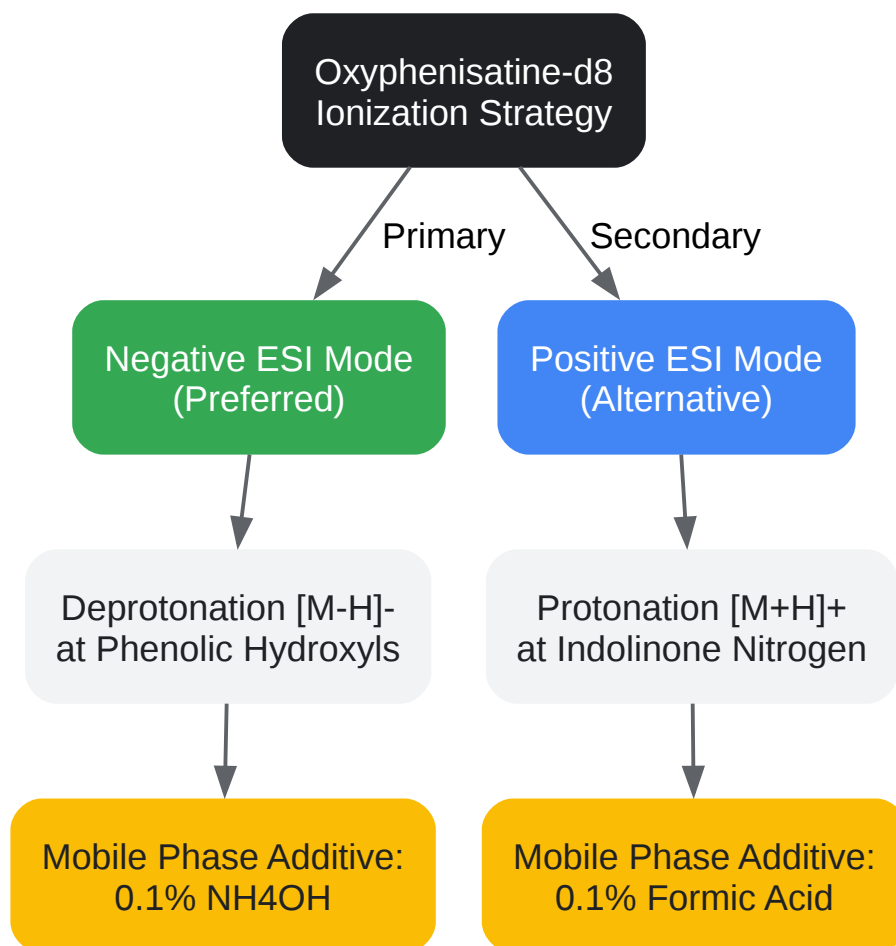 Oxyphenisatine-d8
Ionization Strategy
Primary
Secondary
Negative ESI Mode
(Preferred)
Positive ESI Mode
(Alternative)
Deprotonation [M-H]-
at Phenolic Hydroxyls
Protonation [M+H]+
at Indolinone Nitrogen
Mobile Phase Additive:
0.1% NH4OH
Mobile Phase Additive:
0.1% Formic Acid